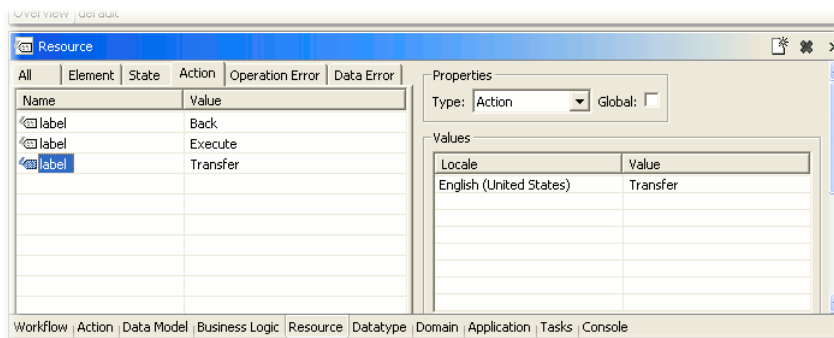 Overview default
Resource
All Element State Action Operation Error Data Error
Name Value
label Back
label Execute
label Transfer
Properties
Type: Action Global:
Values
Locale Value
English (United States) Transfer
Workflow Action Data Model Business Logic Resource Datatype Domain Application Tasks Console